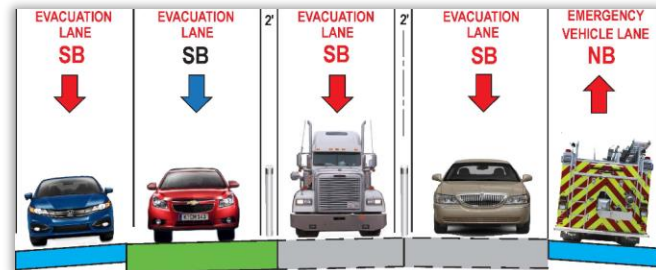 EVACUATION
LANE
SB
EVACUATION
LANE
SB
2'
EVACUATION
LANE
SB
2'
EVACUATION
LANE
SB
EMERGENCY
VEHICLE LANE
NB